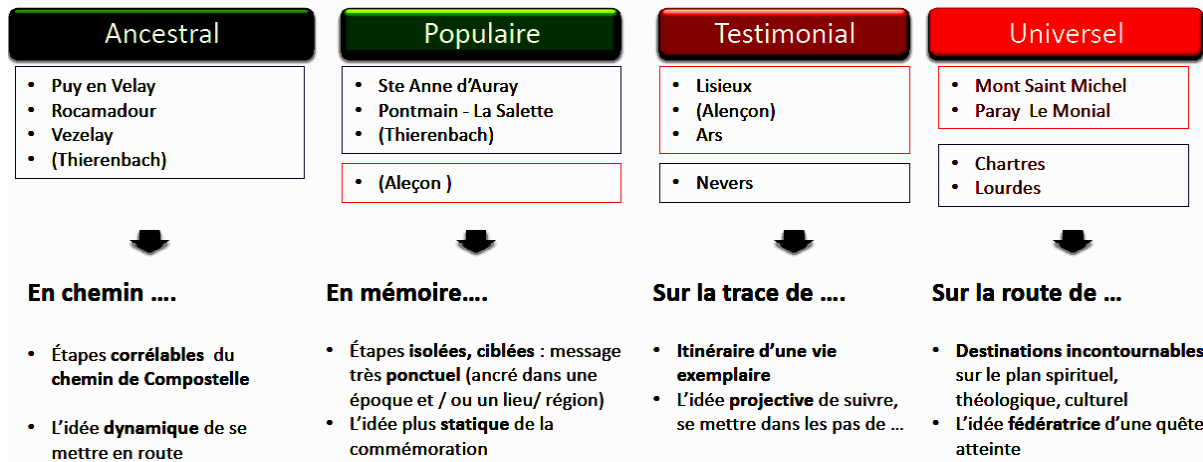 Ancestral
• Puy en Velay
• Rocamadour
• Vezelay
• (Thierenbach)
En chemin ….
• Étapes corrélables du
chemin de Compostelle
• L'idée dynamique de se
mettre en route
Populaire
• Ste Anne d'Auray
• Pontmain - La Salette
• (Thierenbach)
• (Aleçon )
En mémoire….
• Étapes isolées, ciblées : message
très ponctuel (ancré dans une
époque et / ou un lieu/ région)
• L'idée plus statique de la
commémoration
Testimonial
• Lisieux
• (Alençon)
• Ars
• Nevers
Sur la trace de ….
• Itinéraire d'une vie
exemplaire
• L'idée projective de suivre,
se mettre dans les pas de …
Universel
• Mont Saint Michel
• Paray Le Monial
• Chartres
• Lourdes
Sur la route de …
• Destinations incontournables
sur le plan spirituel,
théologique, culturel
• L'idée fédératrice d'une quête
atteinte